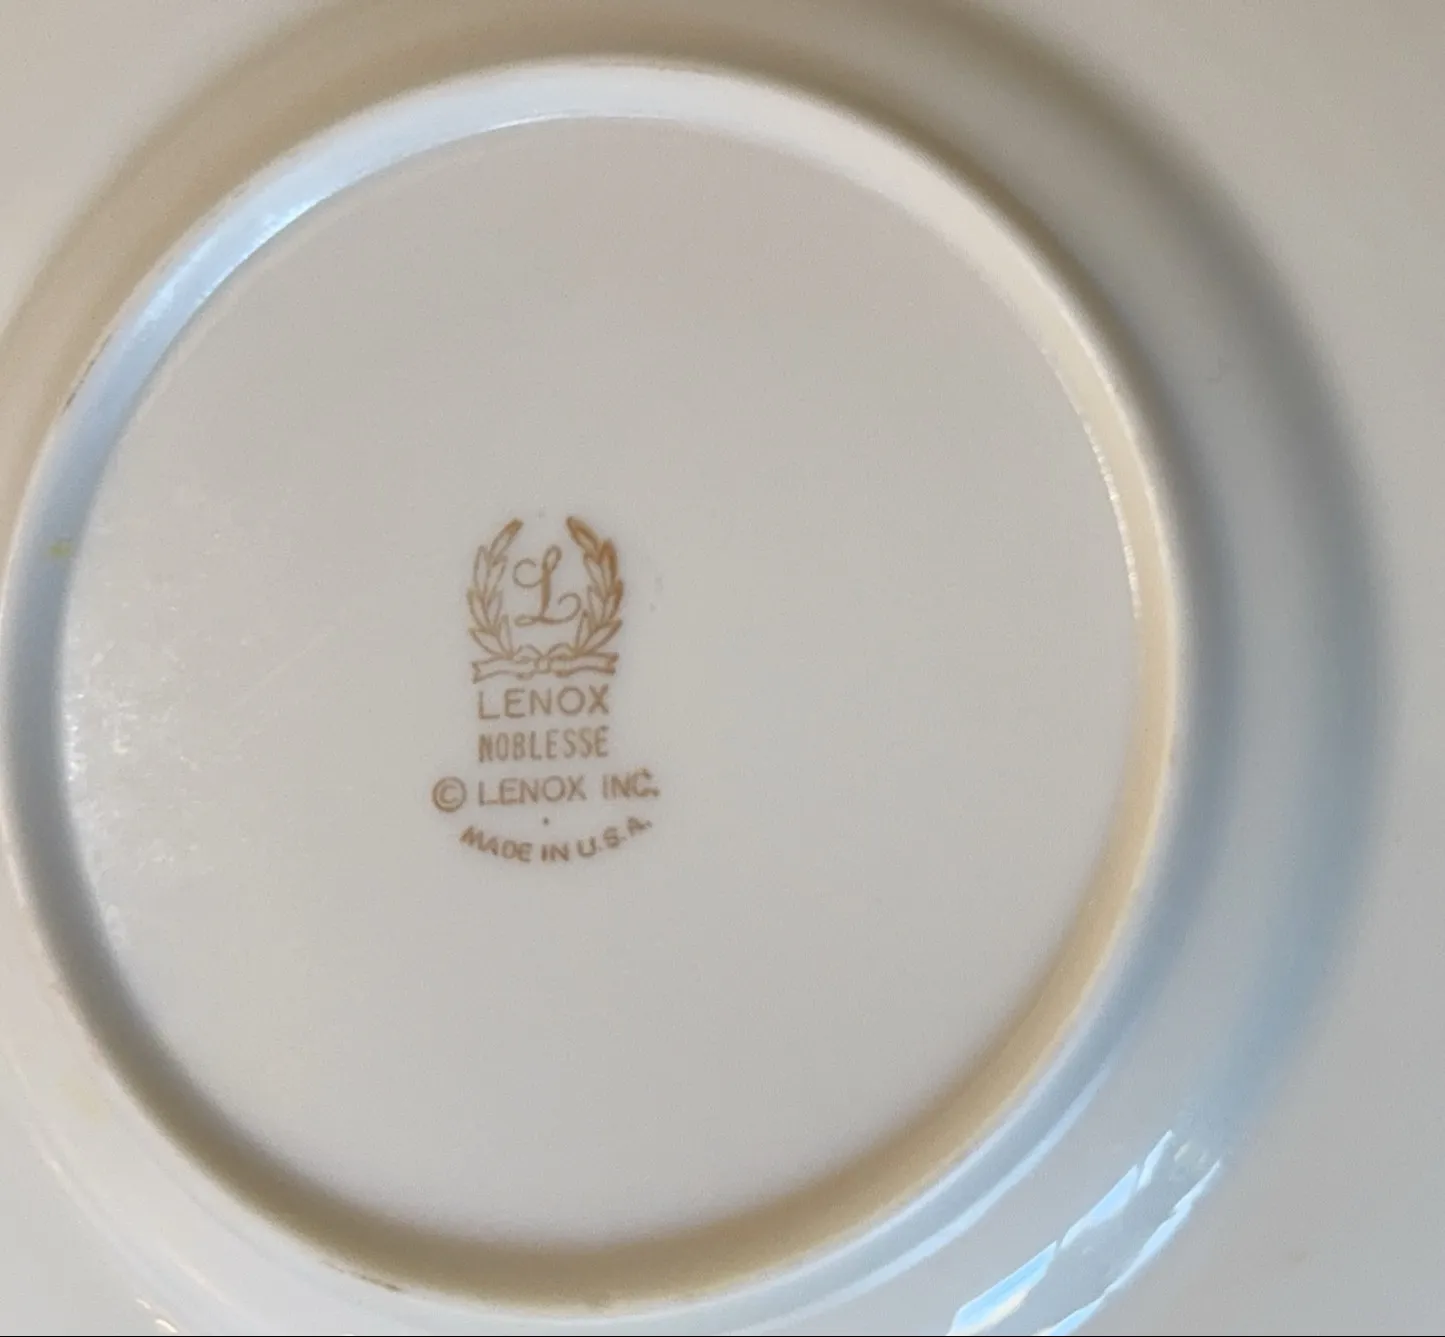 L
LENOX
NOBLESSE
© LENOX INC.
MADE IN U.S.A.